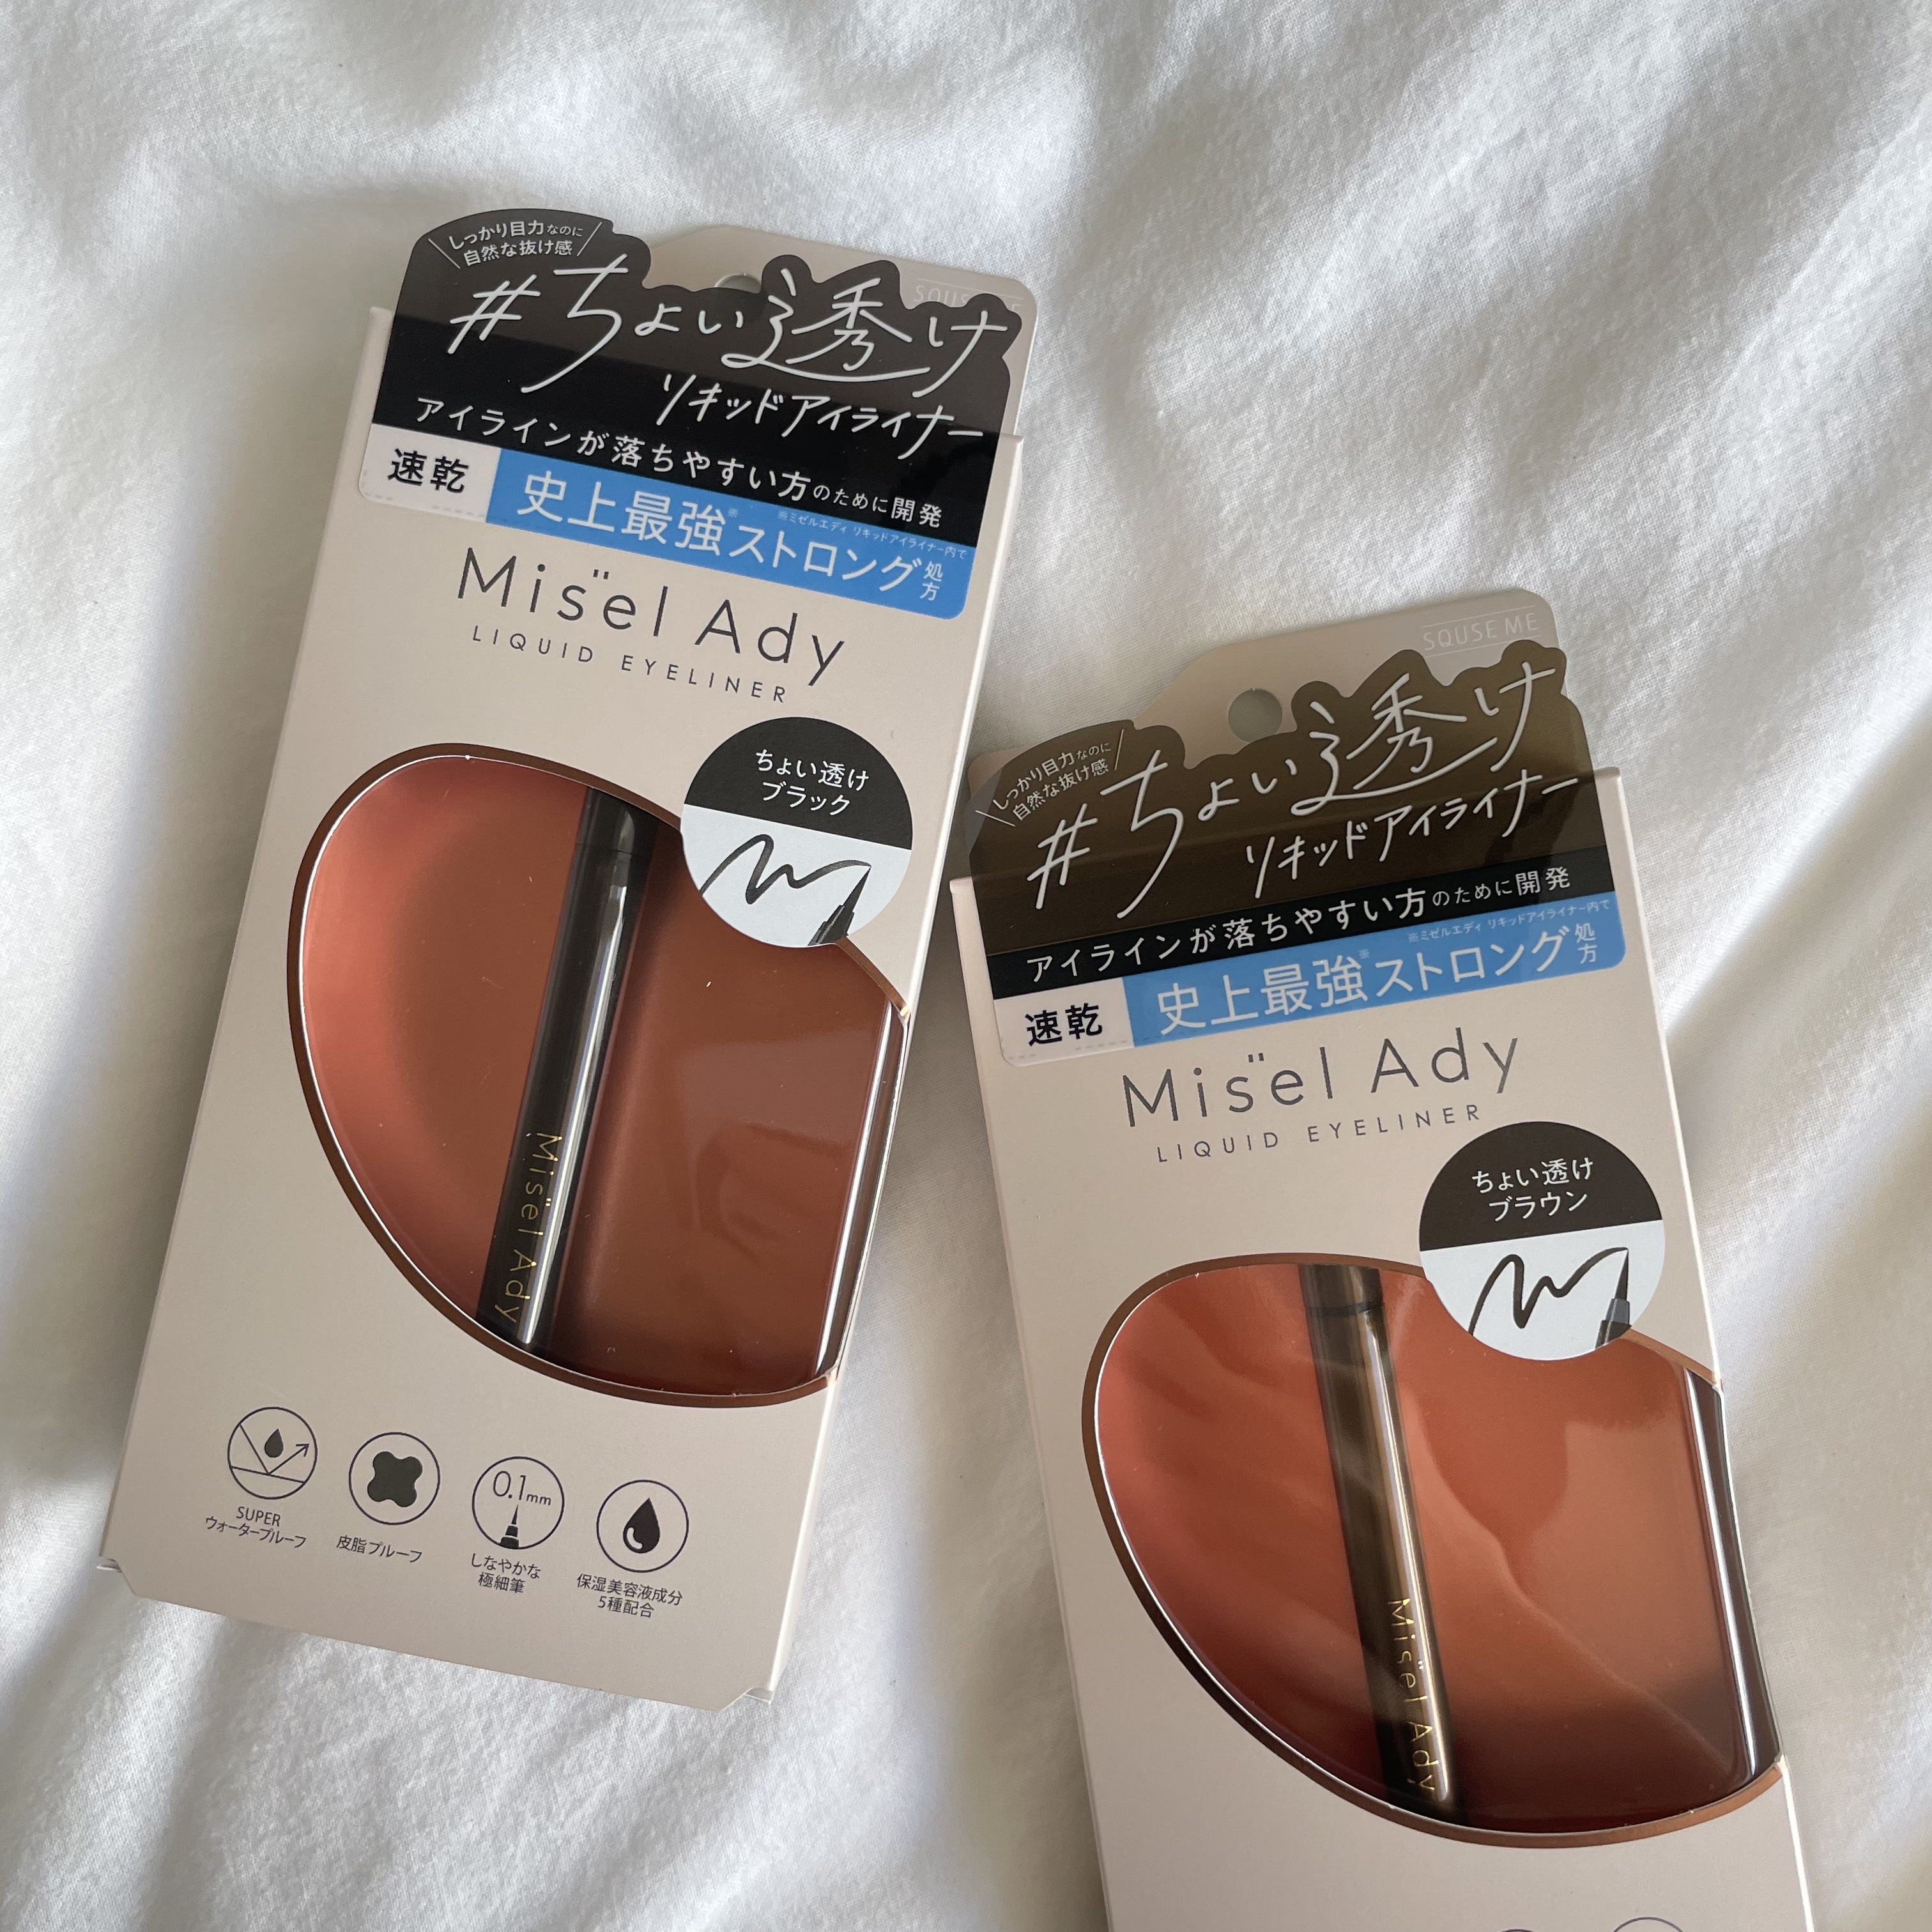 しっかり目力なのに
自然な抜け感
#ちょい透け
リキッドアイライナー
アイラインが落ちやすい方のために開発
速乾 史上最強※ストロング処方
※ミゼルエディ リキッドアイライナー内で
Misël Ady
LIQUID EYELINER
ちょい透け
ブラック
Misël Ady
SUPER
ウォータープルーフ
皮脂プルーフ
0.1mm
しなやかな
極細筆
保湿美容液成分
5種配合
SQUSE ME
しっかり目力なのに
自然な抜け感
#ちょい透け
リキッドアイライナー
アイラインが落ちやすい方のために開発
速乾 史上最強※ストロング処方
※ミゼルエディ リキッドアイライナー内で
Misël Ady
LIQUID EYELINER
ちょい透け
ブラウン
Misël Ady